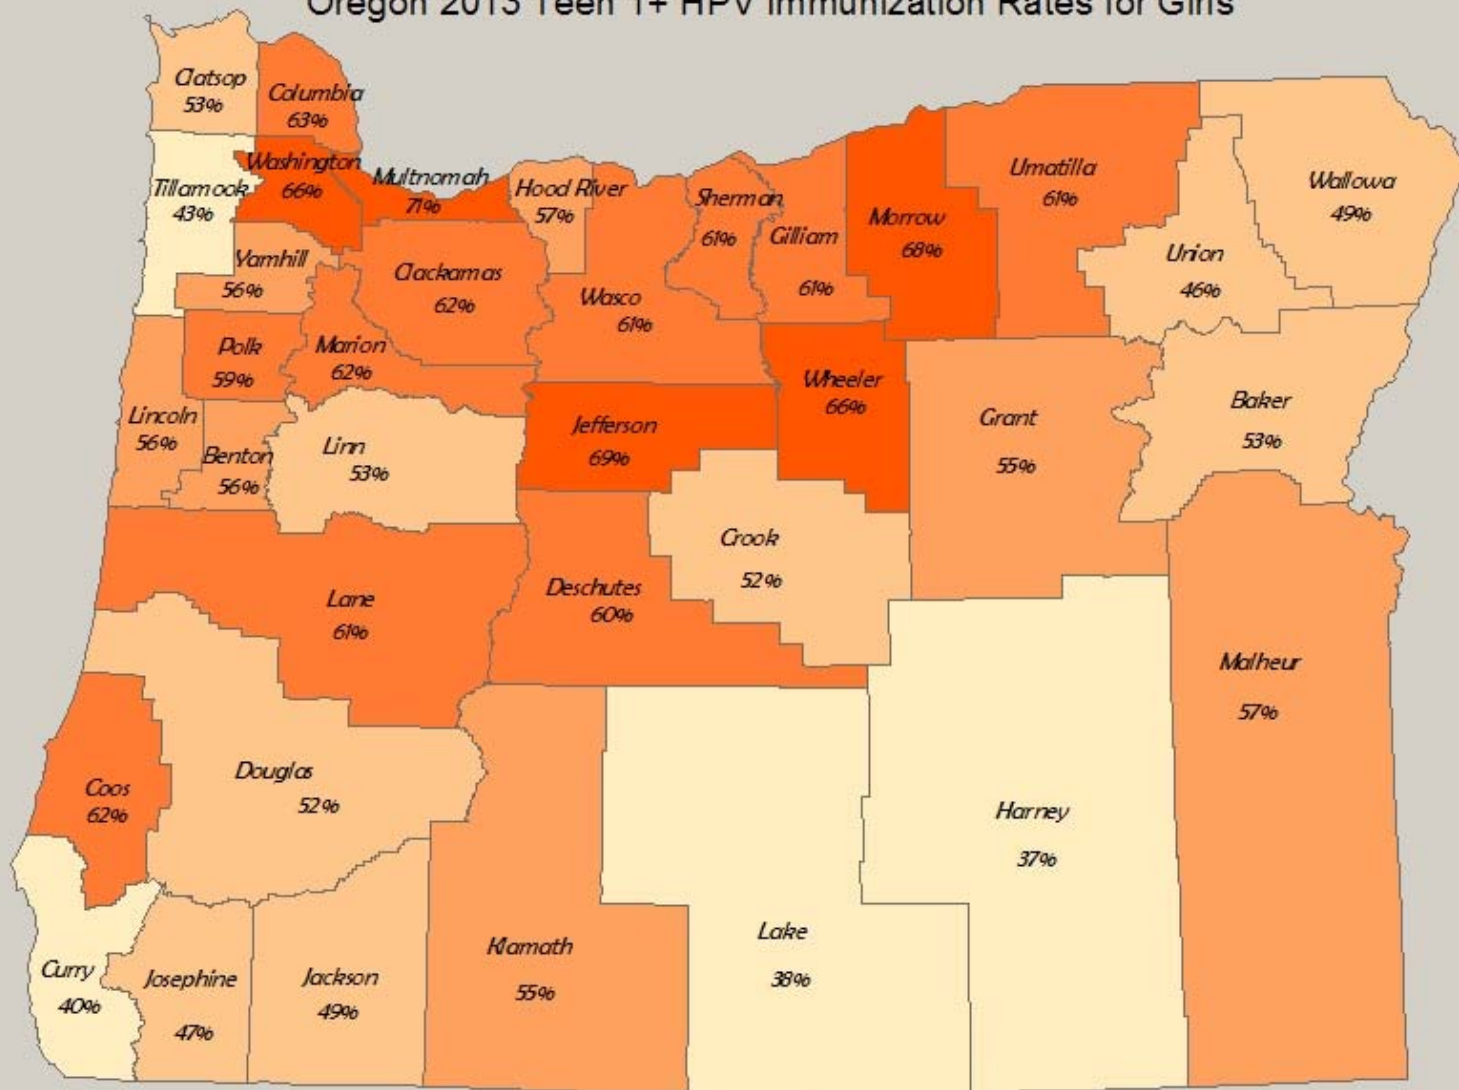 Oregon 2013 Teen 1+ HPV Immunization Rates for Girls
Clatsop
53%
Columbia
63%
Washington
66%
Multnomah
71%
Tillamook
43%
Hood River
57%
Sherman
61%
Gilliam
61%
Morrow
68%
Umatilla
61%
Wallowa
49%
Union
46%
Yamhill
56%
Clackamas
62%
Wasco
61%
Polk
59%
Marion
62%
Wheeler
66%
Lincoln
56%
Benton
56%
Linn
53%
Jefferson
69%
Grant
55%
Baker
53%
Crook
52%
Lane
61%
Deschutes
60%
Malheur
57%
Coos
62%
Douglas
52%
Harney
37%
Curry
40%
Josephine
47%
Jackson
49%
Klamath
55%
Lake
38%